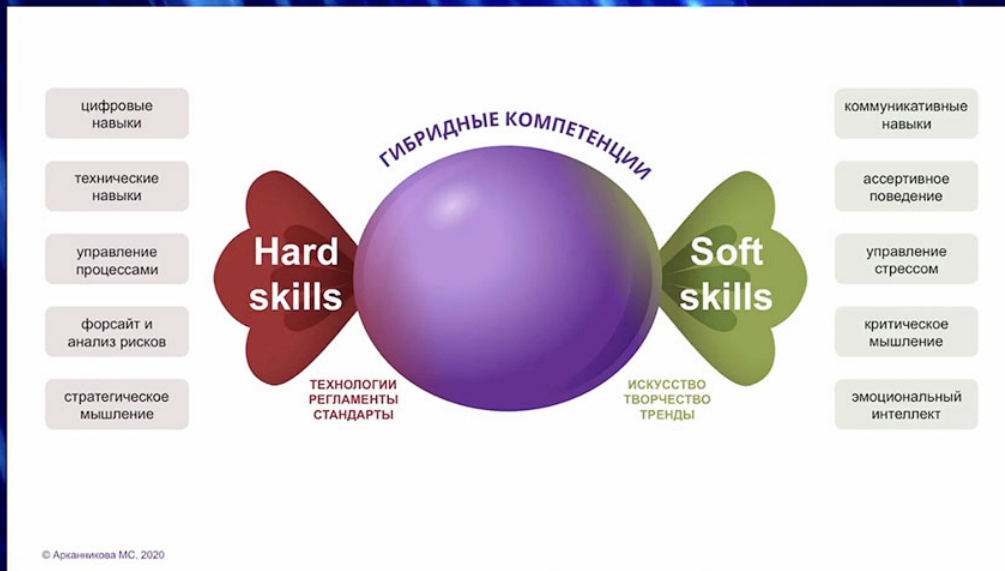 ГИБРИДНЫЕ КОМПЕТЕНЦИИ
цифровые
навыки
технические
навыки
управление
процессами
форсайт и
анализ рисков
стратегическое
мышление
Hard
skills
ТЕХНОЛОГИИ
РЕГЛАМЕНТЫ
СТАНДАРТЫ
Soft
skills
ИСКУССТВО
ТВОРЧЕСТВО
ТРЕНДЫ
коммуникативные
навыки
ассертивное
поведение
управление
стрессом
критическое
мышление
эмоциональный
интеллект
© Арканникова МС, 2020